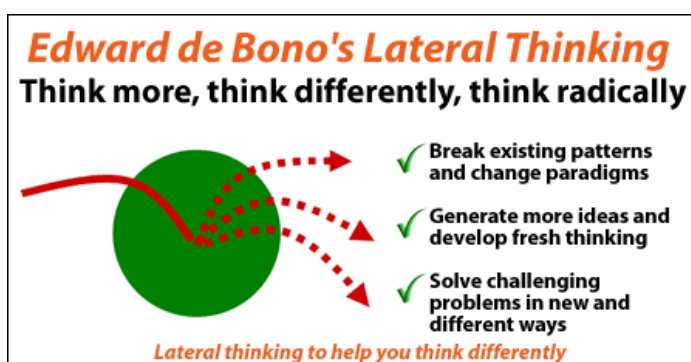 Edward de Bono's Lateral Thinking
Think more, think differently, think radically
Break existing patterns
and change paradigms
Generate more ideas and
develop fresh thinking
Solve challenging
problems in new and
different ways
Lateral thinking to help you think differently